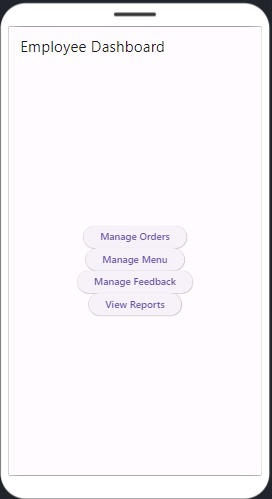 Employee Dashboard
Manage Orders
Manage Menu
Manage Feedback
View Reports